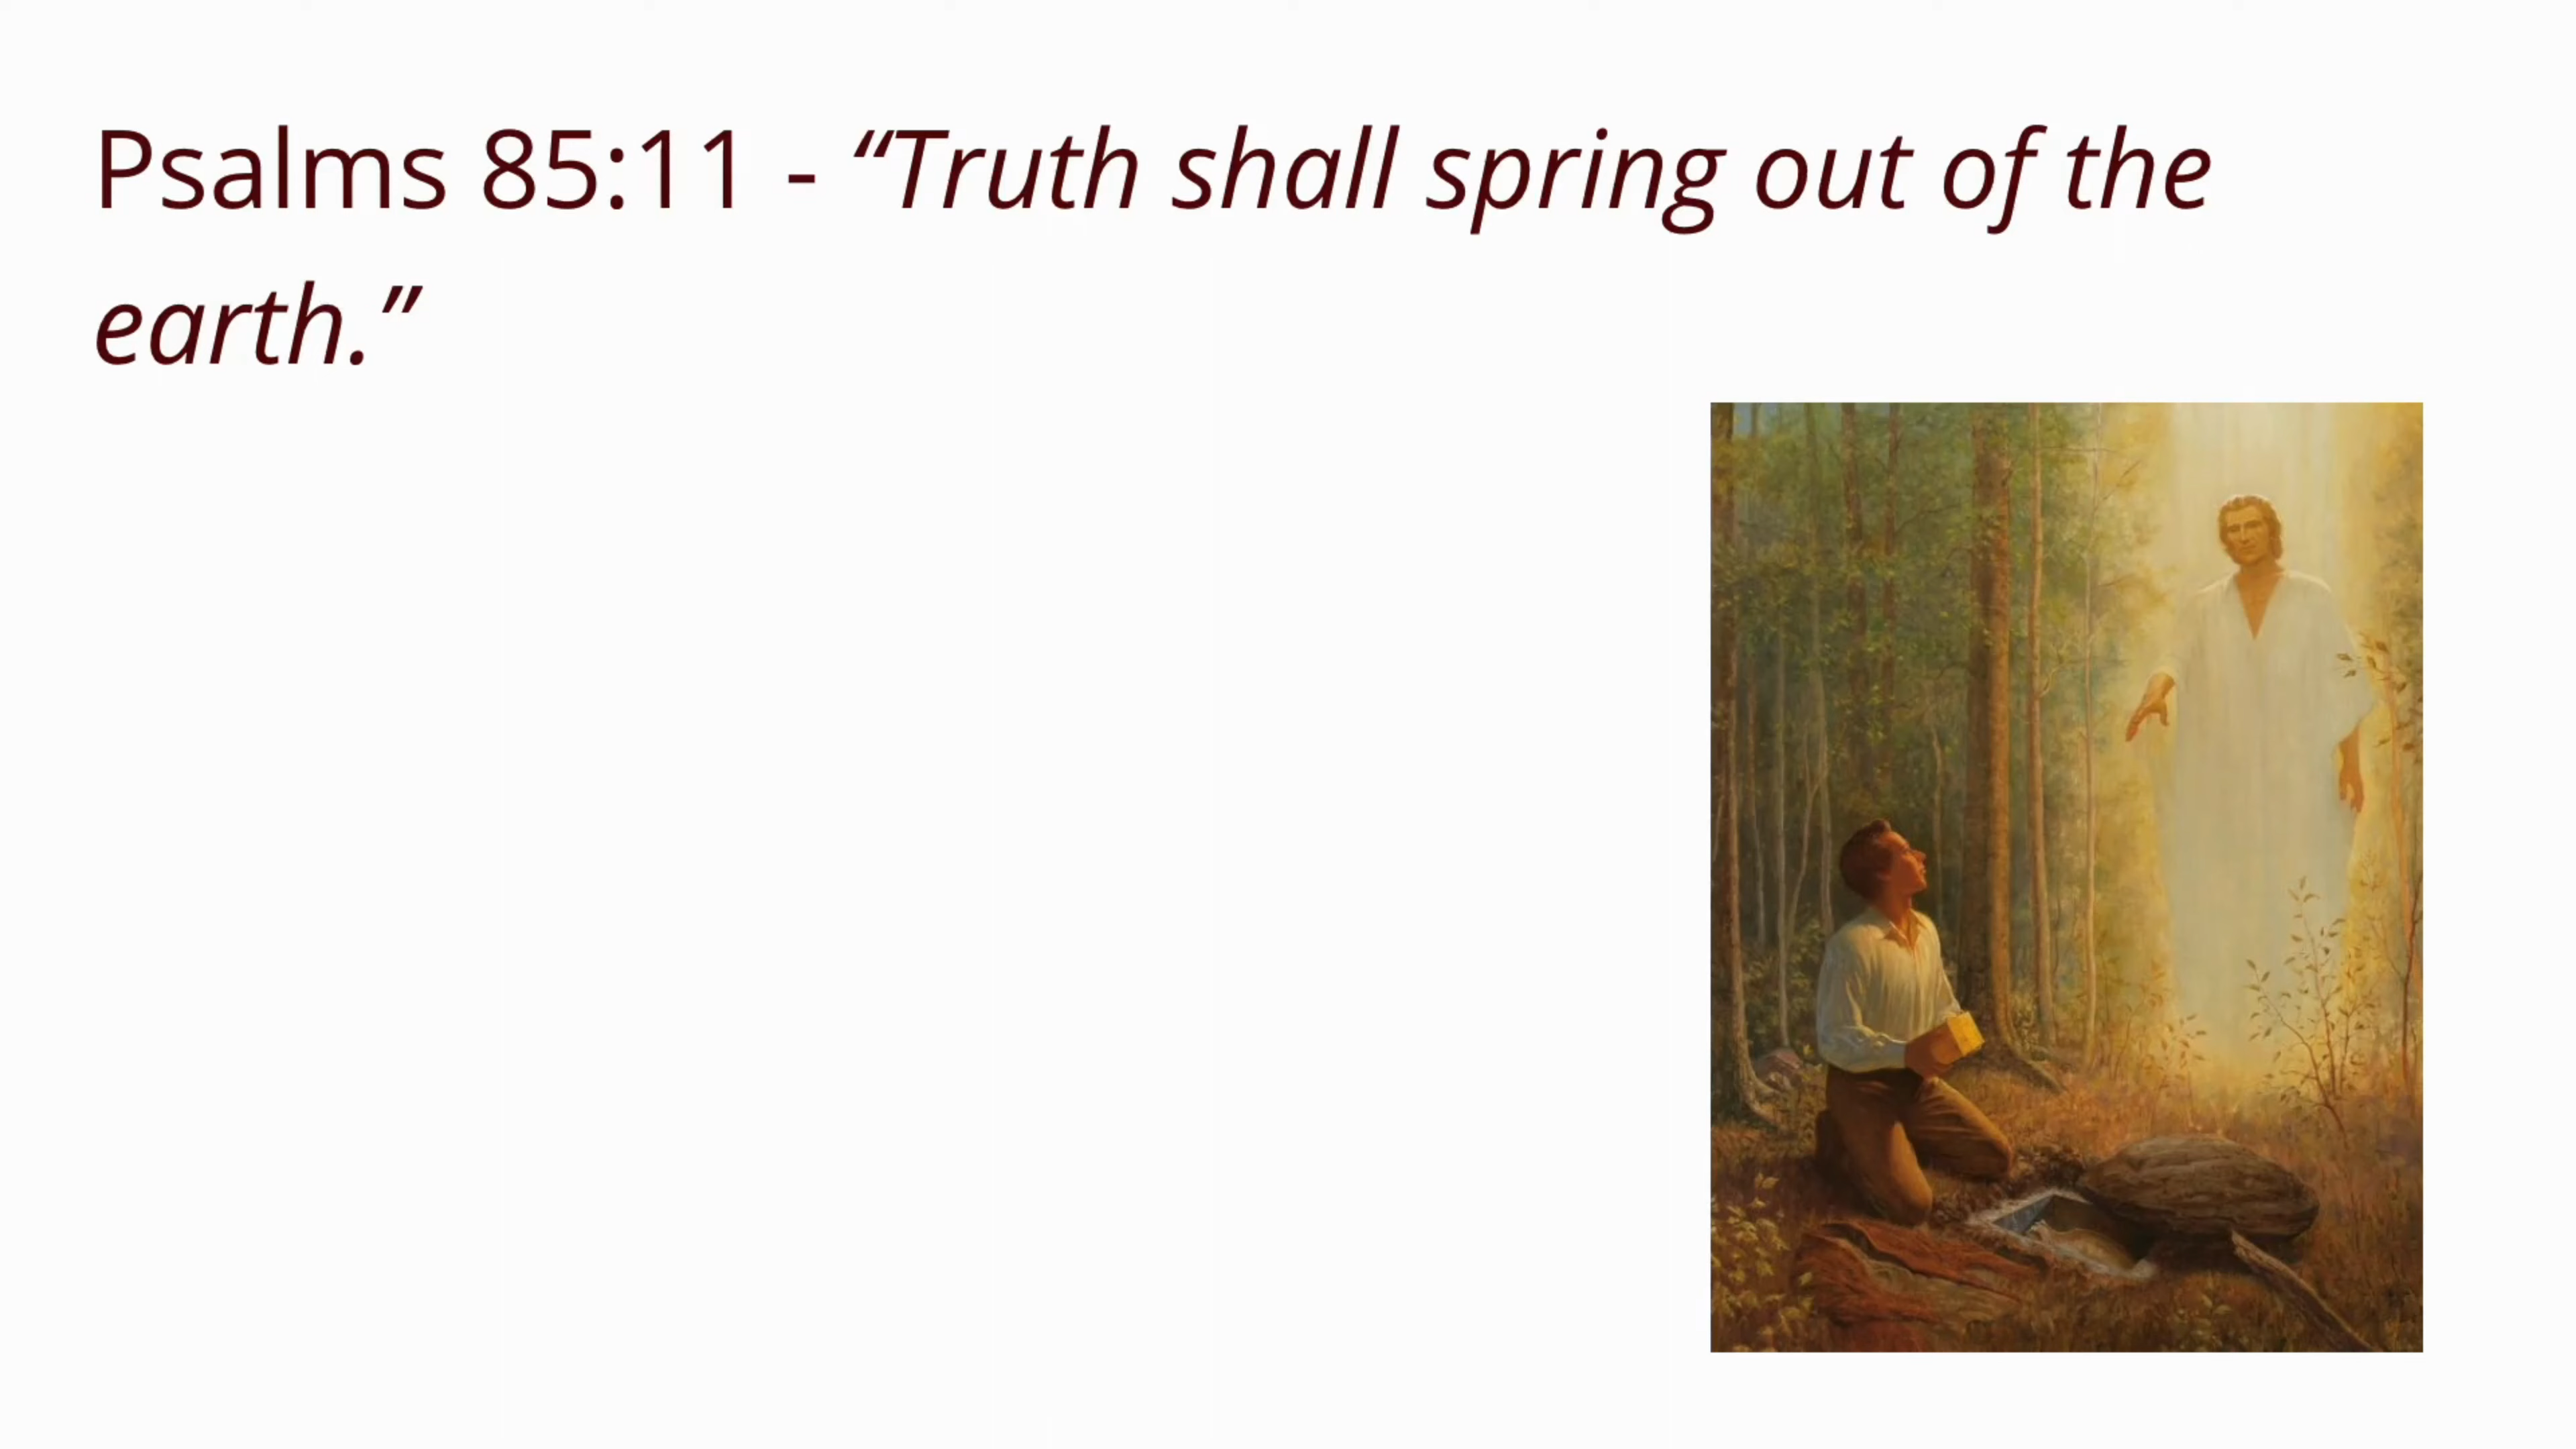 Psalms 85:11 - “Truth shall spring out of the
earth.”